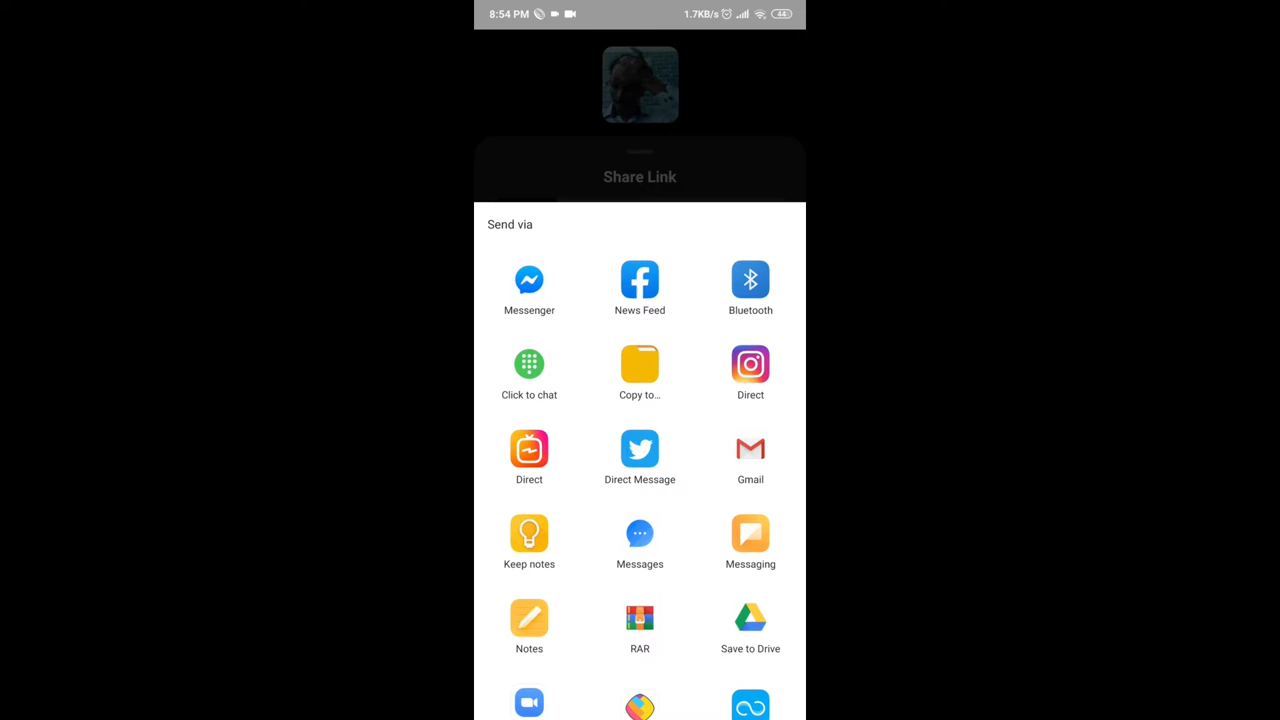 8:54 PM 1.7KB/s 44
Share Link
Send via
Messenger News Feed Bluetooth
Click to chat Copy to... Direct
Direct Direct Message Gmail
Keep notes Messages Messaging
Notes RAR Save to Drive